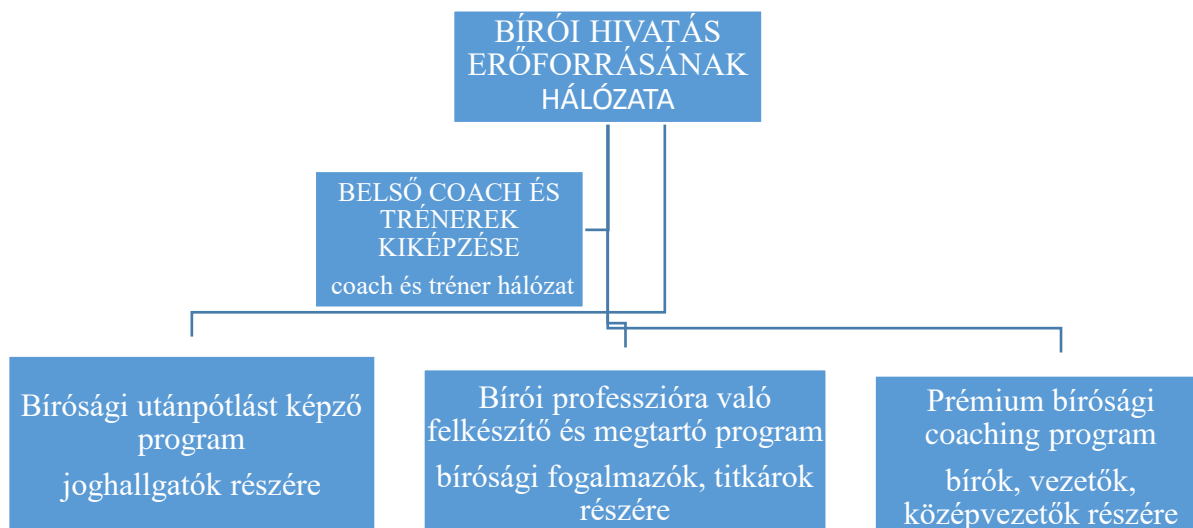 BÍRÓI HIVATÁS
ERŐFORRÁSÁNAK
HÁLÓZATA
BELSŐ COACH ÉS
TRÉNEREK
KIKÉPZÉSE
coach és tréner hálózat
Bírósági utánpótlást képző
program
joghallgatók részére
Bírói professzióra való
felkészítő és megtartó program
bírósági fogalmazók, titkárok
részére
Prémium bírósági
coaching program
bírók, vezetők,
középvezetők részére